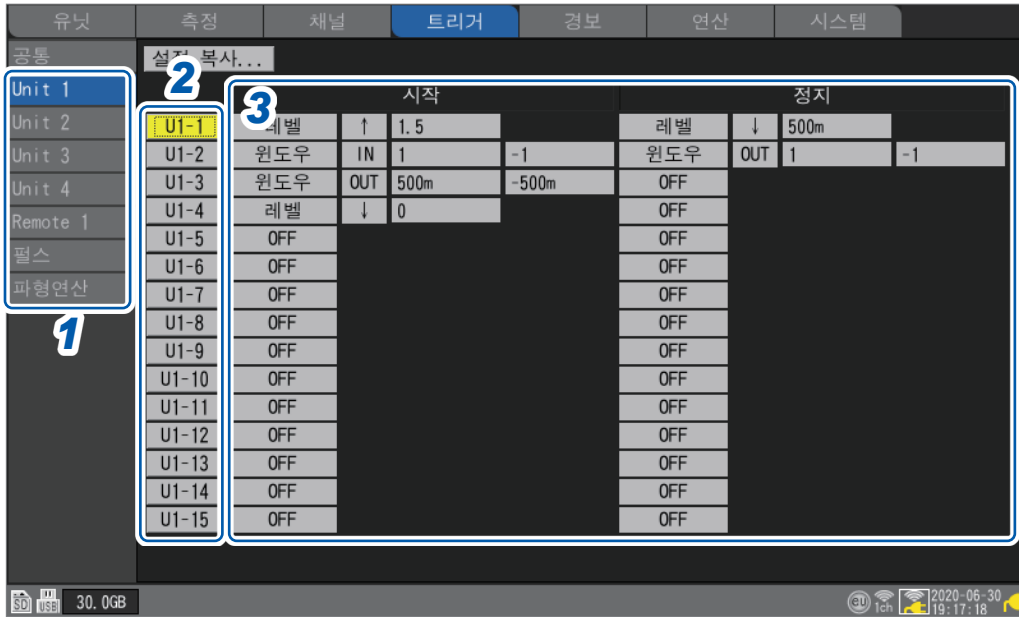 유닛 측정 채널 트리거 경보 연산 시스템
공통 설정 복사...
Unit 1 2 3 시작 정지
Unit 2 U1-1 레벨 ↑ 1.5 레벨 ↓ 500m
Unit 3 U1-2 윈도우 IN 1 -1 윈도우 OUT 1 -1
Unit 4 U1-3 윈도우 OUT 500m -500m OFF
Remote 1 U1-4 레벨 ↓ 0 OFF
펄스 U1-5 OFF OFF
파형연산 U1-6 OFF OFF
U1-7 OFF OFF
1 U1-8 OFF OFF
U1-9 OFF OFF
U1-10 OFF OFF
U1-11 OFF OFF
U1-12 OFF OFF
U1-13 OFF OFF
U1-14 OFF OFF
U1-15 OFF OFF
SD USB 30.0GB eu 1ch 2020-06-30
19:17:18